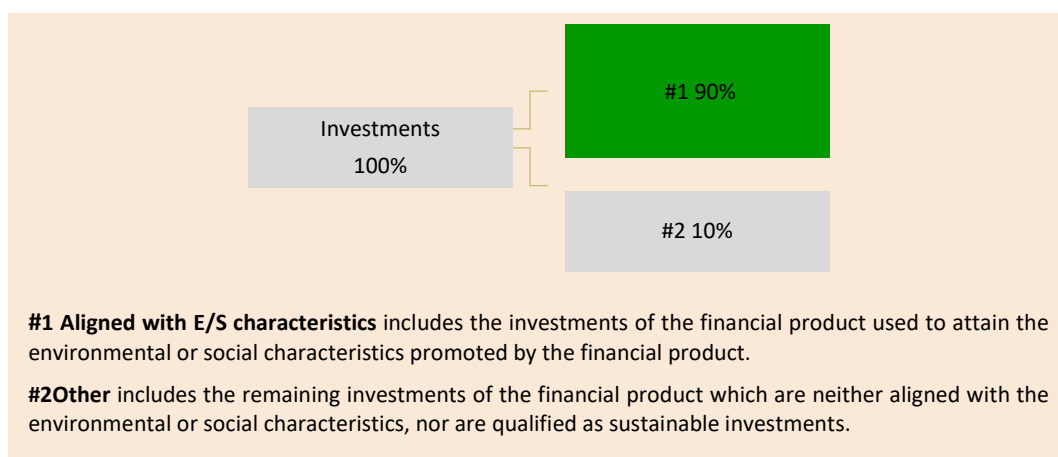 #1 90%
Investments
100%
#2 10%
#1 Aligned with E/S characteristics includes the investments of the financial product used to attain the
environmental or social characteristics promoted by the financial product.
#2Other includes the remaining investments of the financial product which are neither aligned with the
environmental or social characteristics, nor are qualified as sustainable investments.